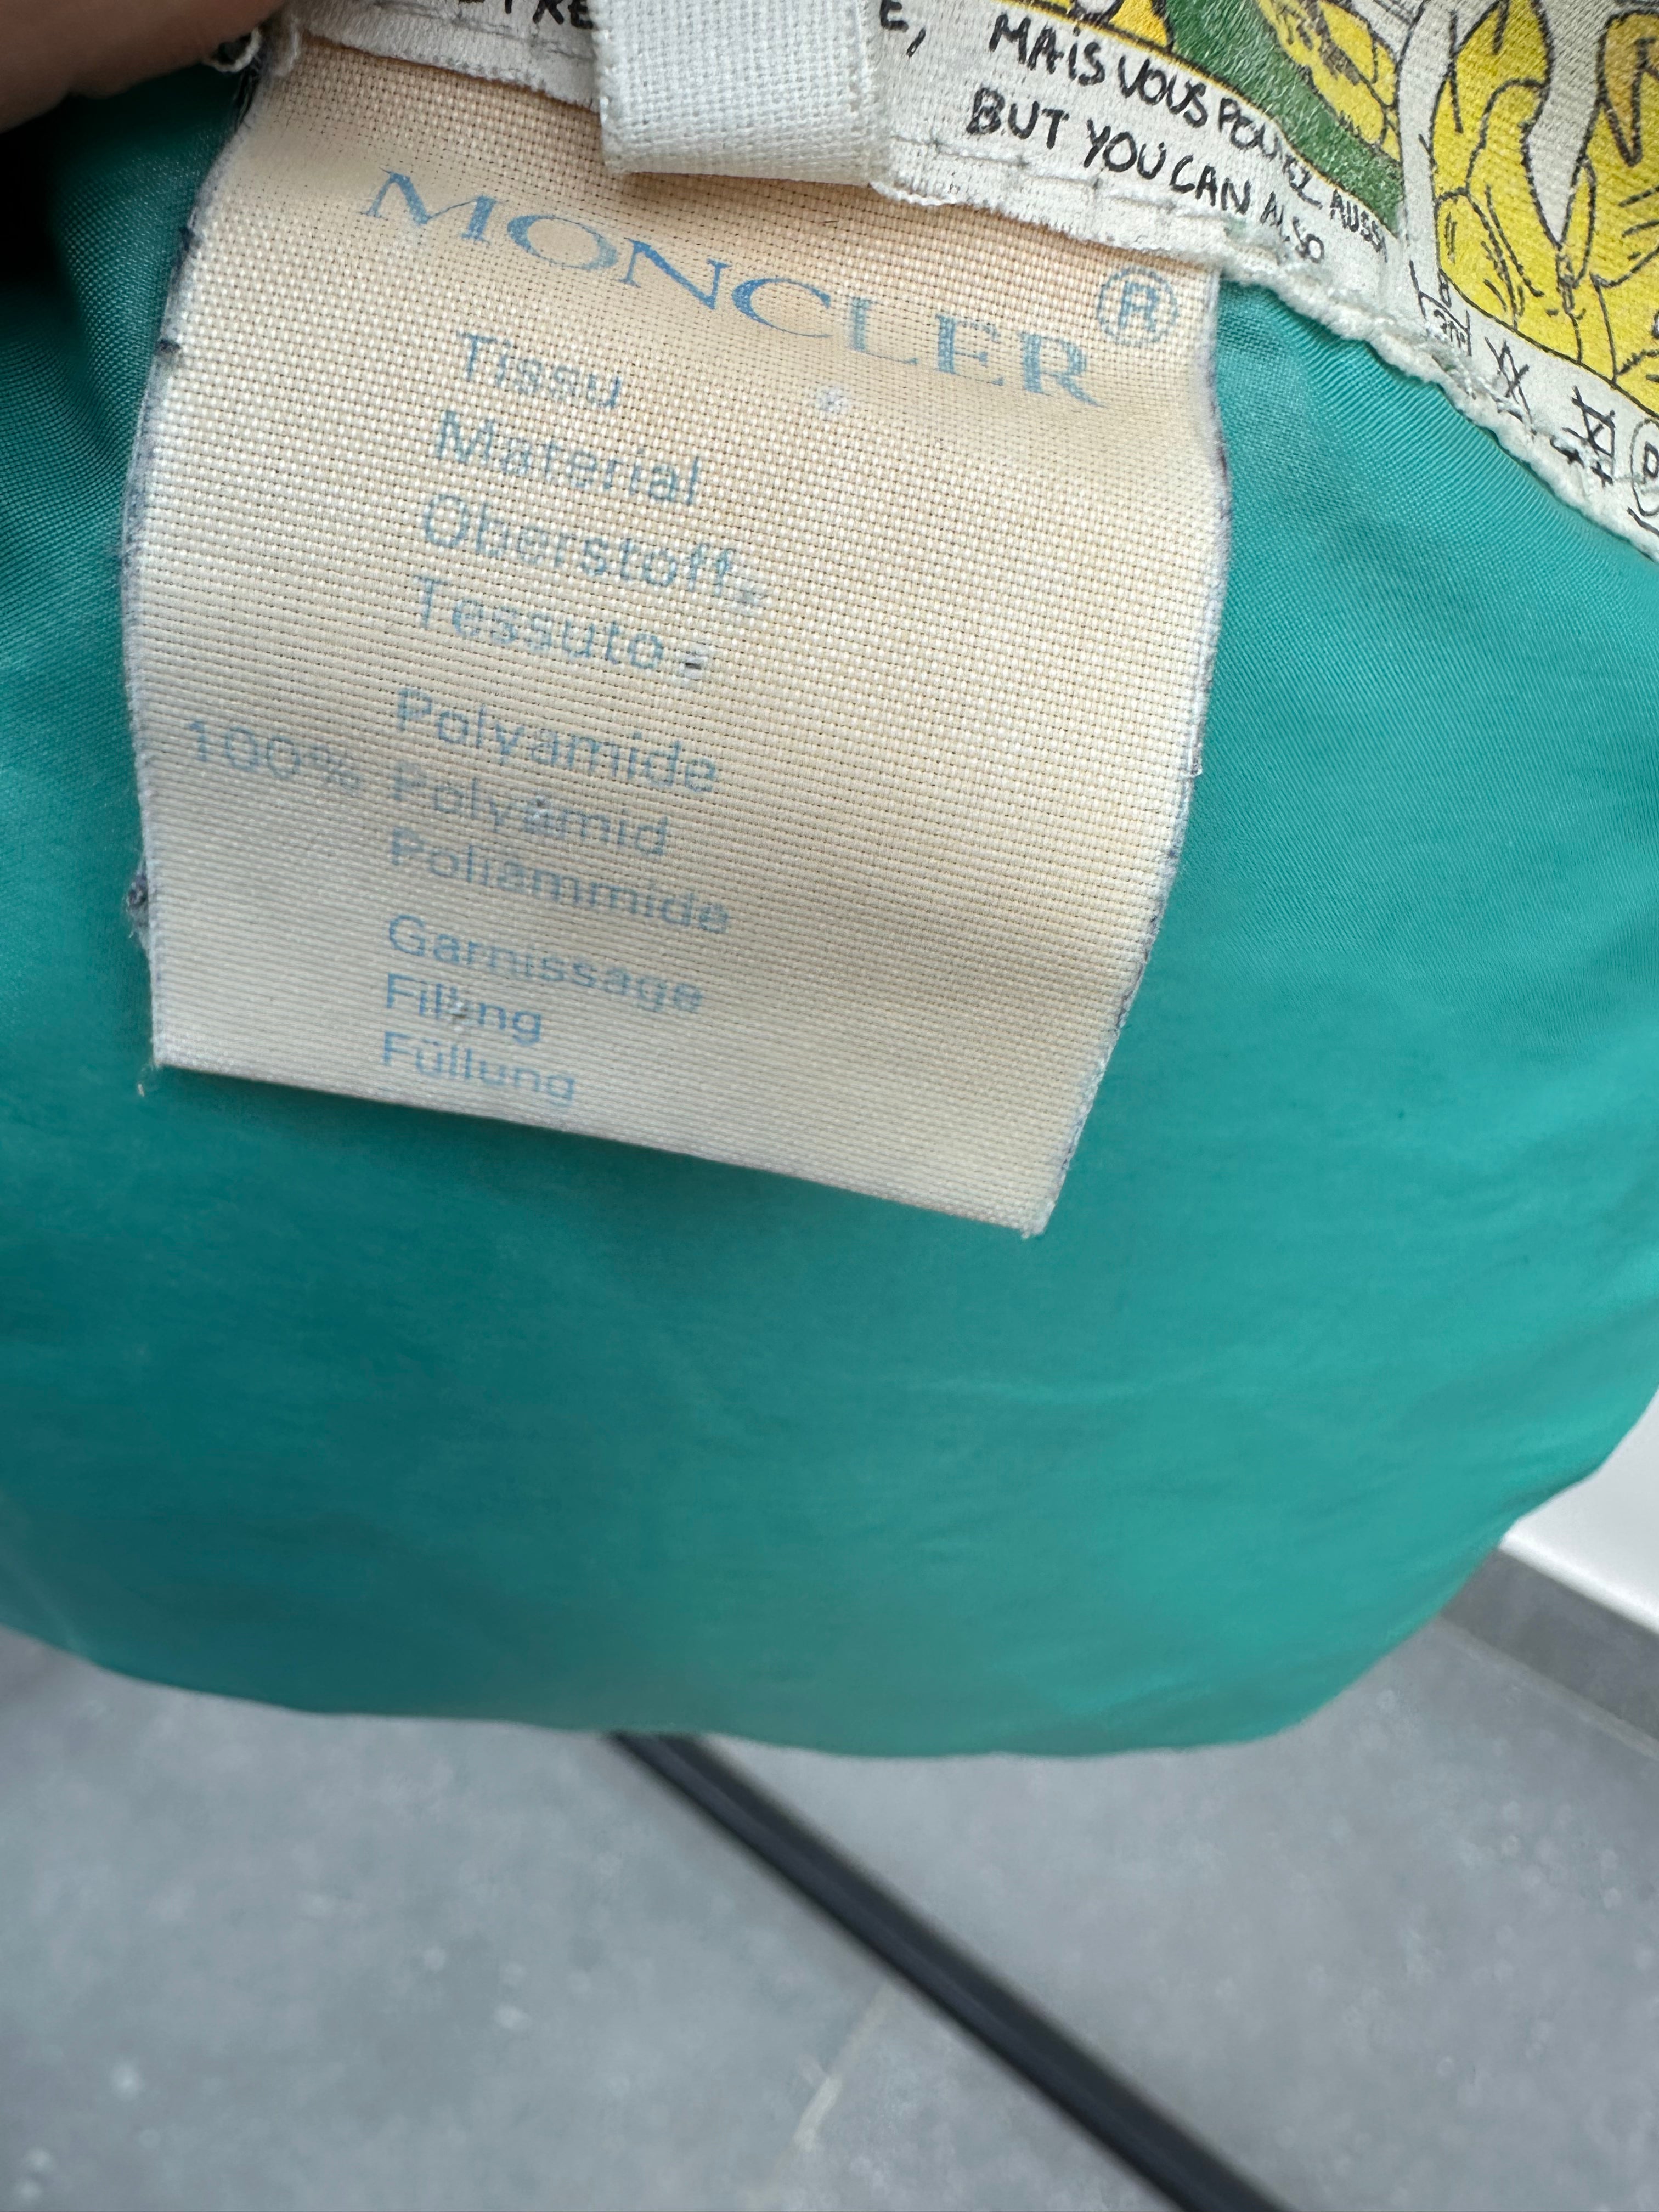 E, MAIS VOUS POUVEZ AUSSI
BUT YOU CAN ALSO
MONCLER®
Tissu
Material
Oberstoff
Tessuto
Polyamide
100% Polyamid
Poliammide
Garnissage
Filling
Füllung